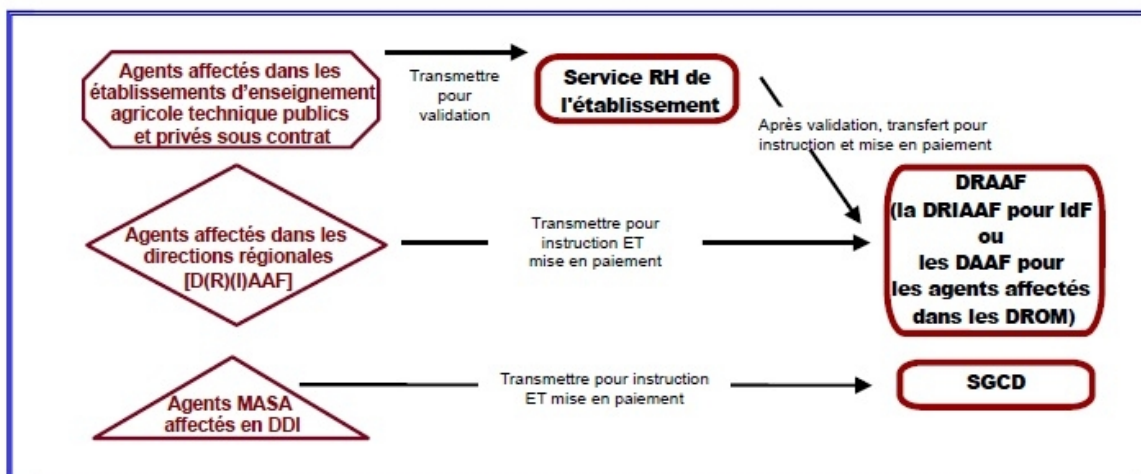 Agents affectés dans les
établissements d'enseignement
agricole technique publics
et privés sous contrat
Transmettre
pour
validation
Service RH de
l'établissement
Après validation, transfert pour
instruction et mise en paiement
Agents affectés dans les
directions régionales
[D(R)(I)AAF]
Transmettre pour
instruction ET
mise en paiement
DRAAF
(la DRIAAF pour IdF
ou
les DAAF pour
les agents affectés
dans les DROM)
Agents MASA
affectés en DDI
Transmettre pour instruction
ET mise en paiement
SGCD